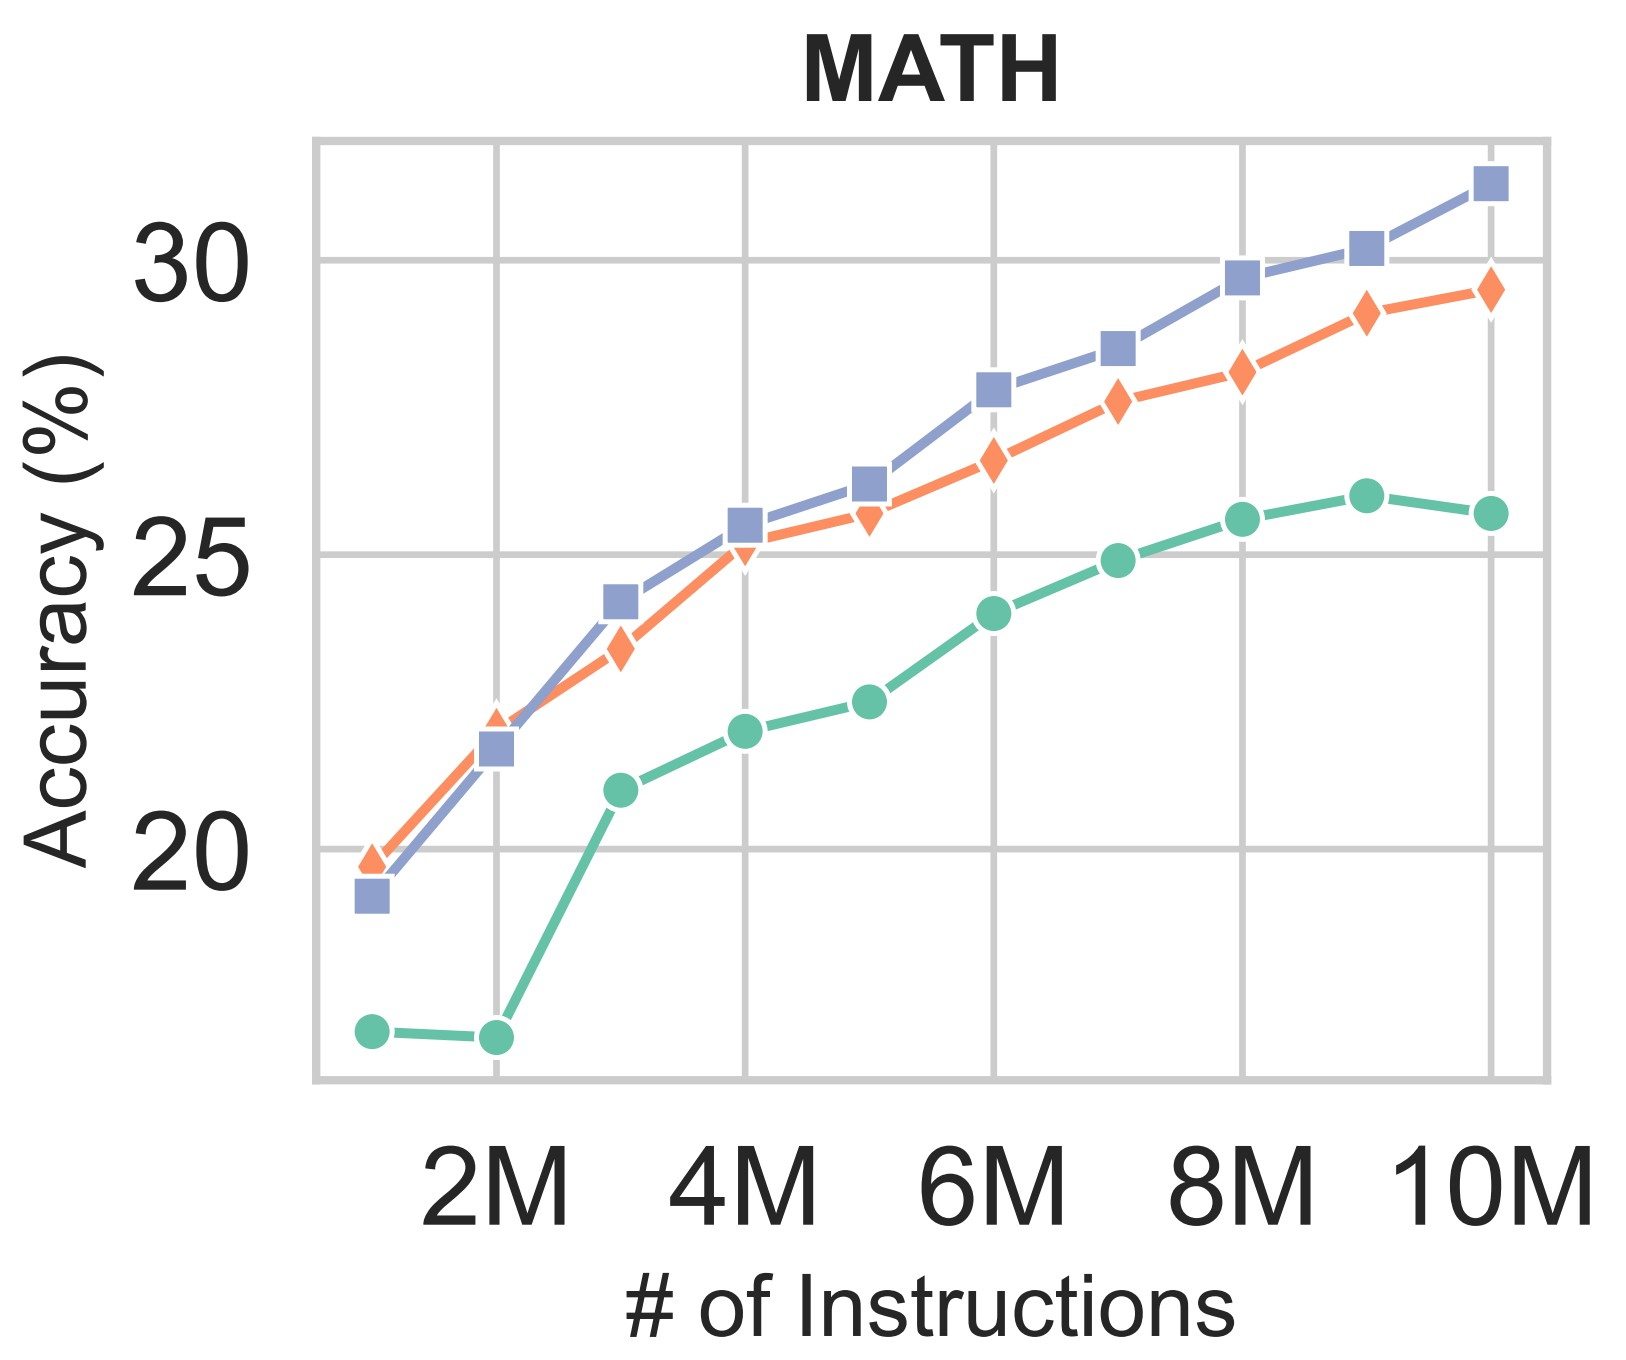 MATH
Accuracy (%)
30
25
20
2M 4M 6M 8M 10M
# of Instructions